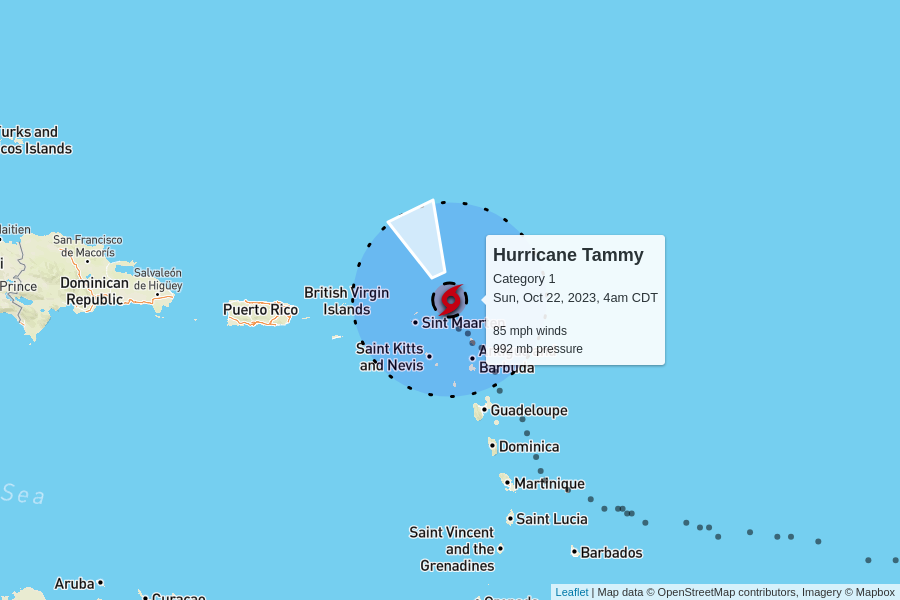 urks and
cos Islands
aïtien
San Francisco
de Macorís
i
Prince
Dominican
Republic
Salvaleón
de Higüey
Puerto Rico
British Virgin
Islands
Hurricane Tammy
Category 1
Sun, Oct 22, 2023, 4am CDT
85 mph winds
992 mb pressure
Sint Maarten
Saint Kitts
and Nevis
Barbuda
Guadeloupe
Dominica
Martinique
Saint Lucia
Saint Vincent
and the
Grenadines
Barbados
Sea
Aruba
Curaçao
Leaflet | Map data © OpenStreetMap contributors, Imagery © Mapbox